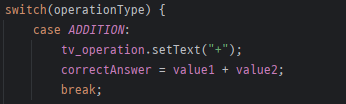 switch(operationType) {
    case ADDITION:
        tv_operation.setText("+");
        correctAnswer = value1 + value2;
        break;